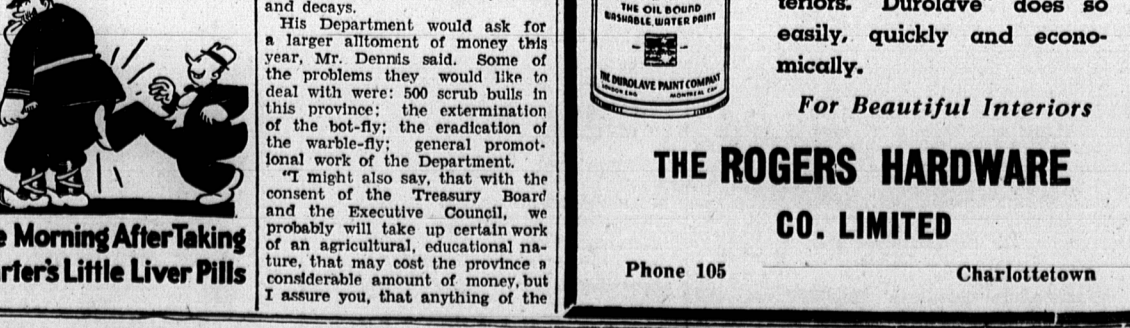 e Morning After Taking
rter's Little Liver Pills
and decays.
His Department would ask for
a larger alltoment of money this
year, Mr. Dennis said. Some of
the problems they would like to
deal with were: 500 scrub bulls in
this province; the extermination
of the bot-fly; the eradication of
the warble-fly; general promot-
ional work of the Department.
"I might also say, that with the
consent of the Treasury Board
and the Executive Council, we
probably will take up certain work
of an agricultural, educational na-
ture, that may cost the province a
considerable amount of money, but
I assure you, that anything of the
THE OIL BOUND
WASHABLE WATER PAINT
THE DUROLAVE PAINT COMPANY
LONDON ENG MONTREAL CAN
teriors. Durolave does so
easily, quickly and econo-
mically.
For Beautiful Interiors
THE ROGERS HARDWARE
CO. LIMITED
Phone 105 Charlottetown